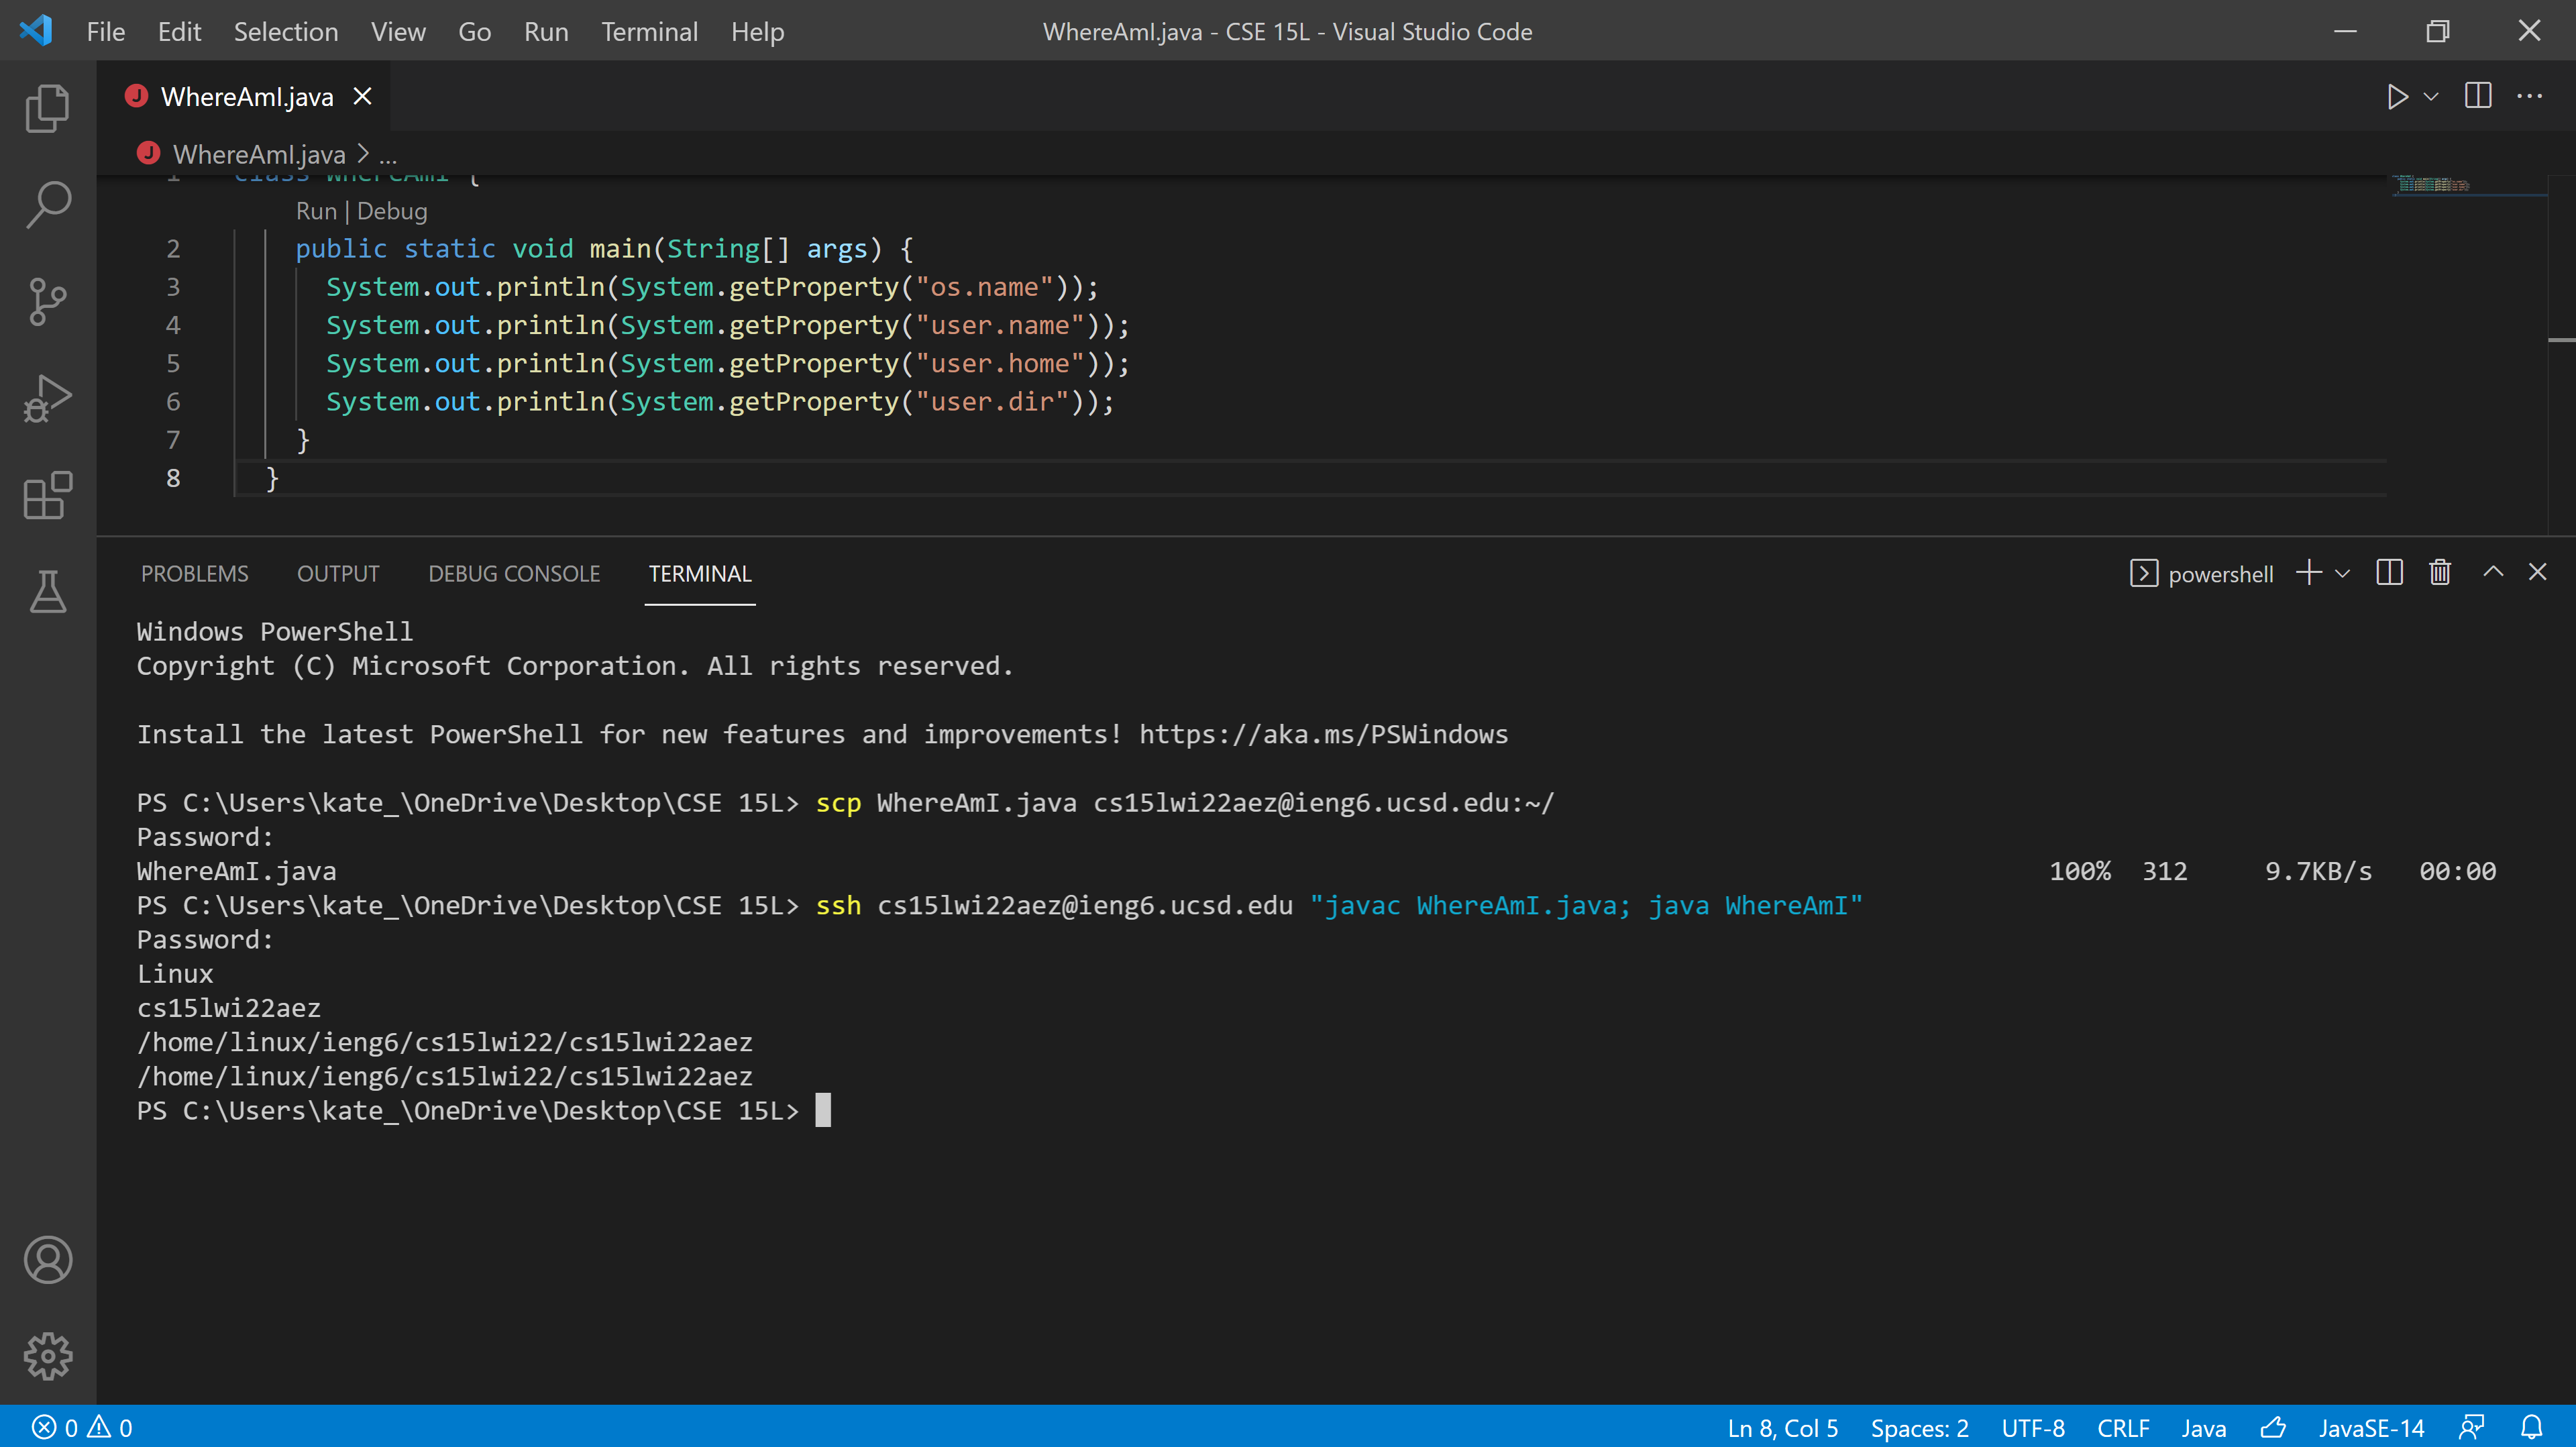 File Edit Selection View Go Run Terminal Help WhereAmI.java - CSE 15L - Visual Studio Code
WhereAmI.java
WhereAmI.java > ...
1 class WhereAmI {
Run | Debug
2 public static void main(String[] args) {
3 System.out.println(System.getProperty("os.name"));
4 System.out.println(System.getProperty("user.name"));
5 System.out.println(System.getProperty("user.home"));
6 System.out.println(System.getProperty("user.dir"));
7 }
8 }
PROBLEMS OUTPUT DEBUG CONSOLE TERMINAL powershell
Windows PowerShell
Copyright (C) Microsoft Corporation. All rights reserved.
Install the latest PowerShell for new features and improvements! https://aka.ms/PSWindows
PS C:\Users\kate_\OneDrive\Desktop\CSE 15L> scp WhereAmI.java cs15lwi22aez@ieng6.ucsd.edu:~/
Password:
WhereAmI.java 100% 312 9.7KB/s 00:00
PS C:\Users\kate_\OneDrive\Desktop\CSE 15L> ssh cs15lwi22aez@ieng6.ucsd.edu "javac WhereAmI.java; java WhereAmI"
Password:
Linux
cs15lwi22aez
/home/linux/ieng6/cs15lwi22/cs15lwi22aez
/home/linux/ieng6/cs15lwi22/cs15lwi22aez
PS C:\Users\kate_\OneDrive\Desktop\CSE 15L>
0 0 Ln 8, Col 5 Spaces: 2 UTF-8 CRLF Java JavaSE-14